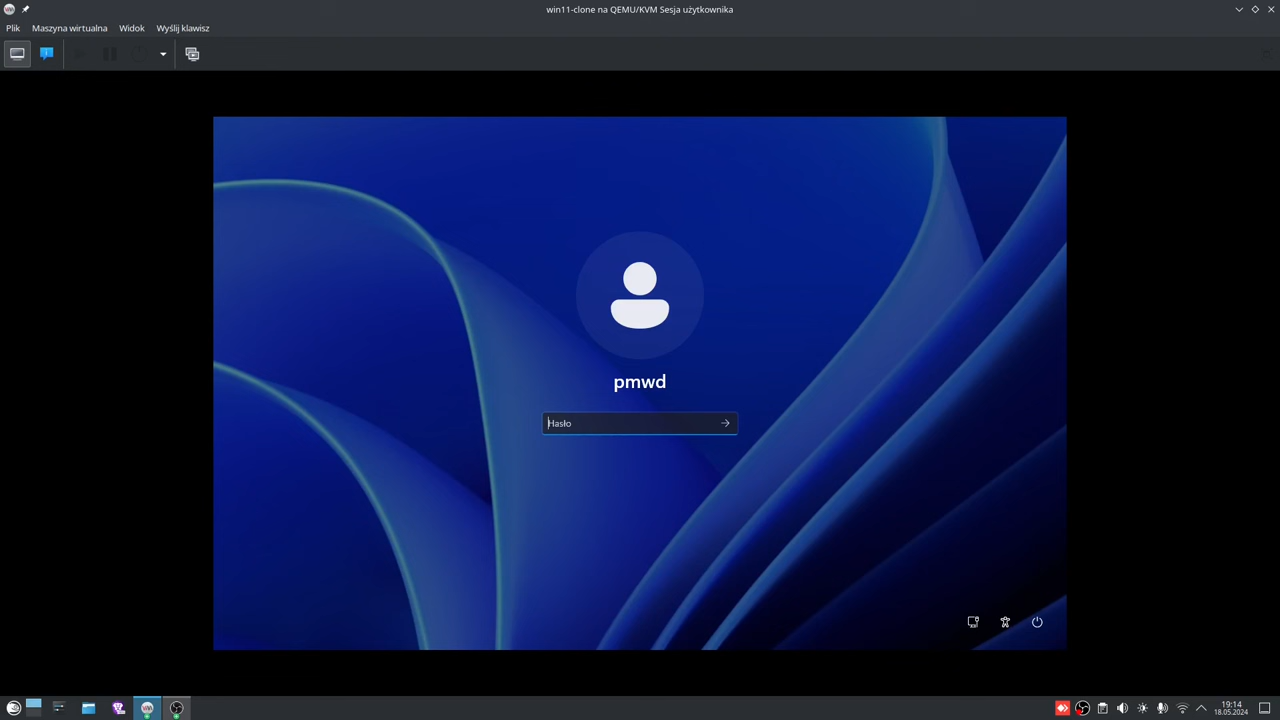 win11-clone na QEMU/KVM Sesja użytkownika
Plik Maszyna wirtualna Widok Wyślij klawisz
pmwd
Hasło
19:14
18.05.2024